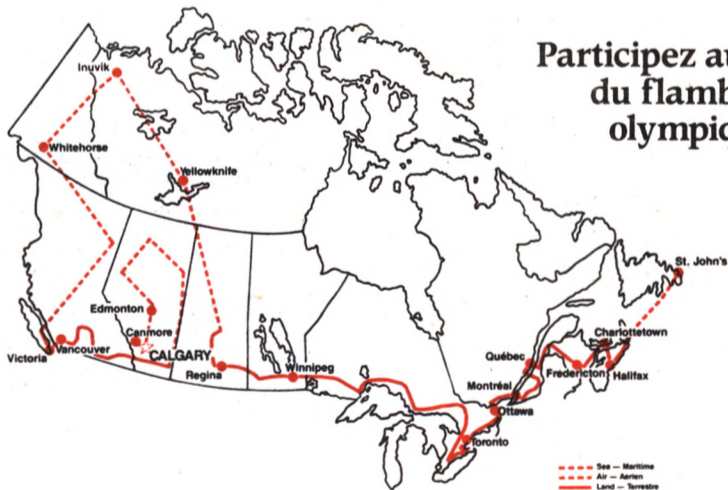 Participez au
du flamb
olympiq
Inuvik
Whitehorse
Yellowknife
St. John's
Edmonton
Canmore
CALGARY
Charlottetown
Victoria
Vancouver
Regina
Winnipeg
Québec
Fredericton
Halifax
Montréal
Ottawa
Toronto
Sea — Maritime
Air — Aerien
Land — Terrestre